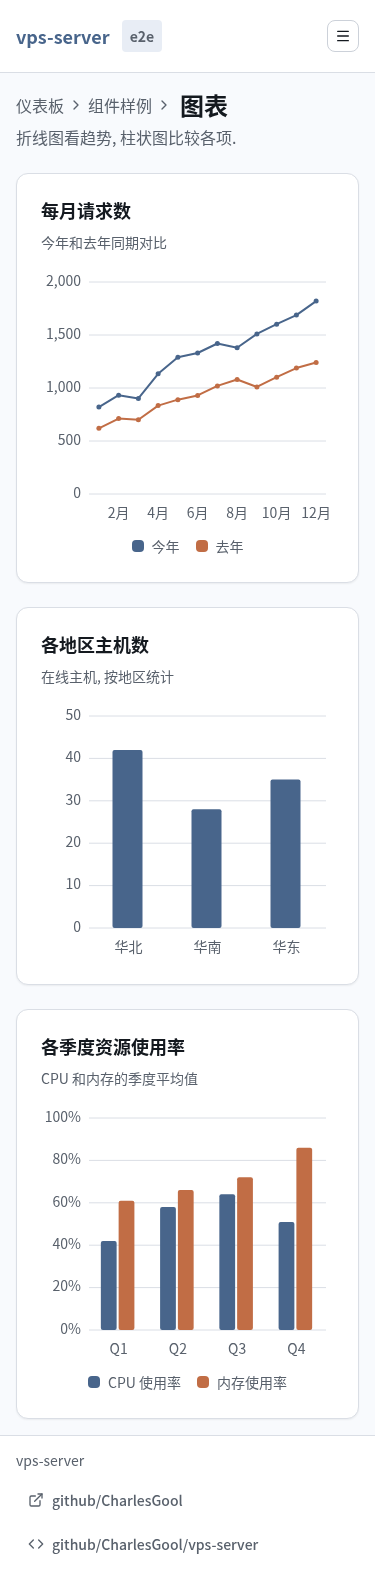 vps-server e2e
仪表板 组件样例 图表
折线图看趋势, 柱状图比较各项.
每月请求数
今年和去年同期对比
2,000
1,500
1,000
500
0
2月 4月 6月 8月 10月 12月
今年 去年
各地区主机数
在线主机, 按地区统计
50
40
30
20
10
0
华北 华南 华东
各季度资源使用率
CPU 和内存的季度平均值
100%
80%
60%
40%
20%
0%
Q1 Q2 Q3 Q4
CPU 使用率 内存使用率
vps-server
github/CharlesGool
github/CharlesGool/vps-server